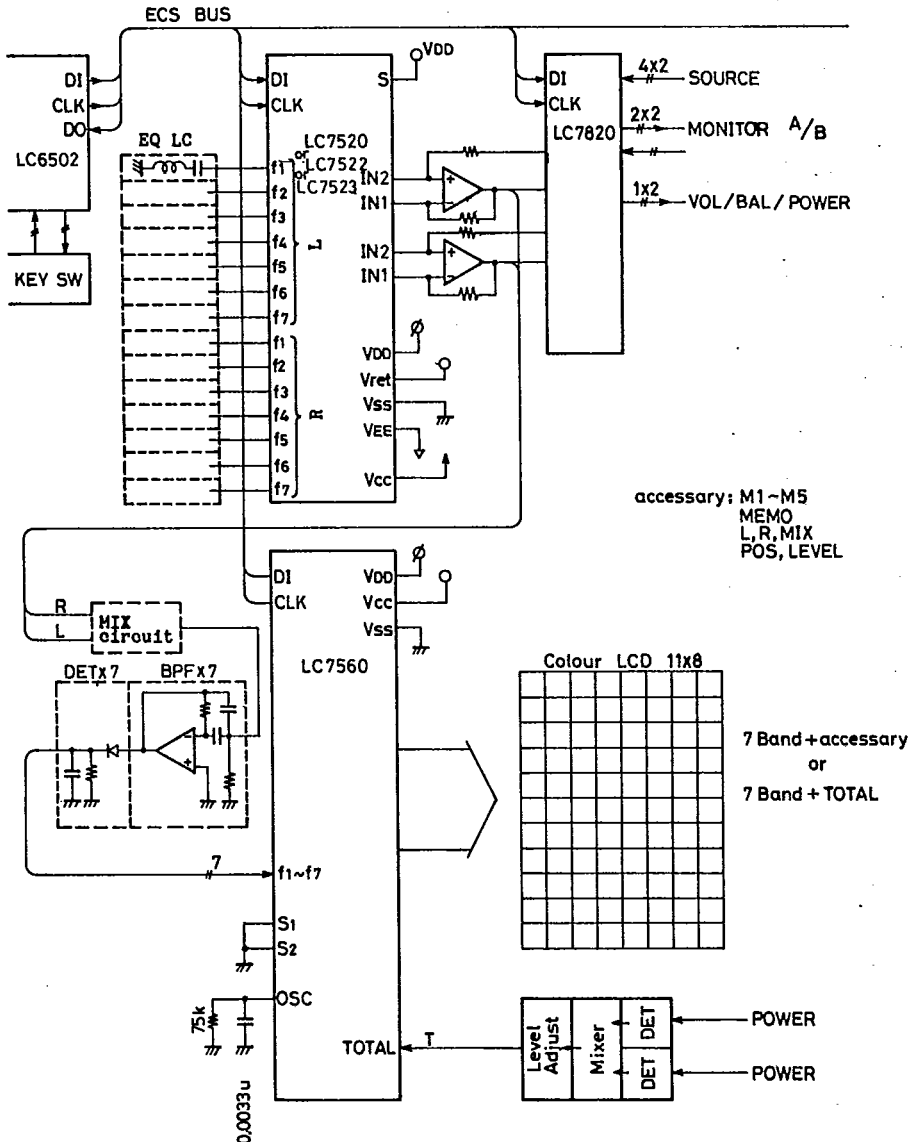 ECS BUS
DI
CLK
DO
LC6502
KEY SW
EQ LC
DI
CLK
S
VDD
LC7520
or
LC7522
or
LC7523
f1
f2
f3
f4
f5
f6
f7
L
f1
f2
f3
f4
f5
f6
f7
R
IN2
IN1
IN2
IN1
VDD
Vret
Vss
VEE
Vcc
DI
CLK
LC7820
4x2
SOURCE
2x2
MONITOR A/B
1x2
VOL/BAL/POWER
accessary: M1~M5
MEMO
L,R,MIX
POS, LEVEL
R
L
MIX
circuit
DETx7
BPFx7
7
DI
CLK
VDD
Vcc
Vss
LC7560
f1~f7
S1
S2
OSC
75k
0,0033u
TOTAL
T
Colour LCD 11x8
7 Band+accessary
or
7 Band+TOTAL
Level
Adjust
Mixer
DET
DET
POWER
POWER